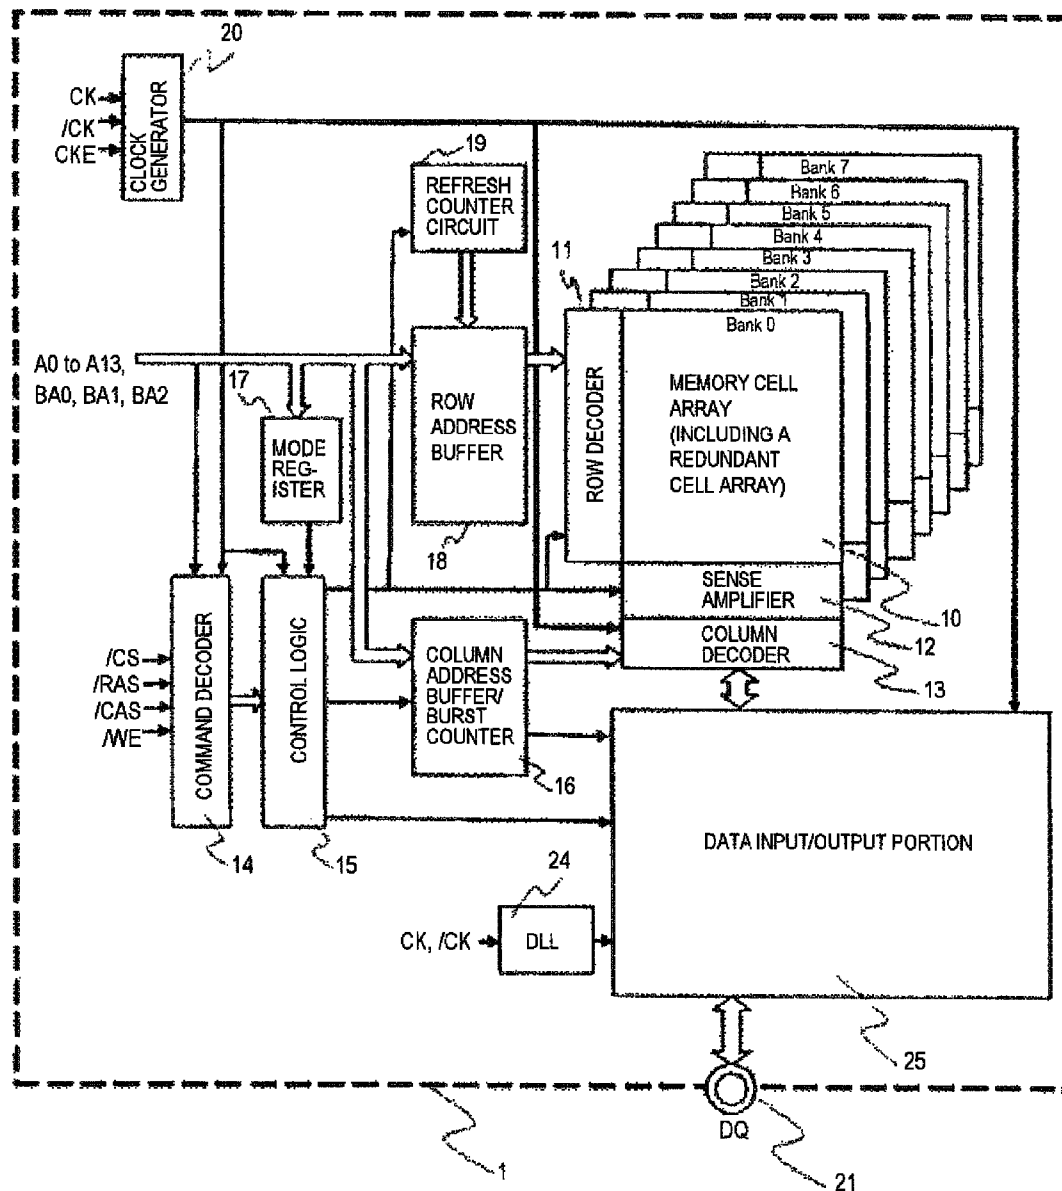 20
CK
/CK
CKE
CLOCK
GENERATOR
19
REFRESH
COUNTER
CIRCUIT
Bank 7
Bank 6
Bank 5
Bank 4
Bank 3
Bank 2
Bank 1
Bank 0
11
A0 to A13,
BA0, BA1, BA2
17
MODE
REG-
ISTER
ROW
ADDRESS
BUFFER
18
ROW DECODER
MEMORY CELL
ARRAY
(INCLUDING A
REDUNDANT
CELL ARRAY)
SENSE
AMPLIFIER
COLUMN
DECODER
10
12
13
/CS
/RAS
/CAS
/WE
COMMAND DECODER
14
CONTROL LOGIC
15
COLUMN
ADDRESS
BUFFER/
BURST
COUNTER
16
DATA INPUT/OUTPUT PORTION
24
CK, /CK
DLL
25
DQ
21
1